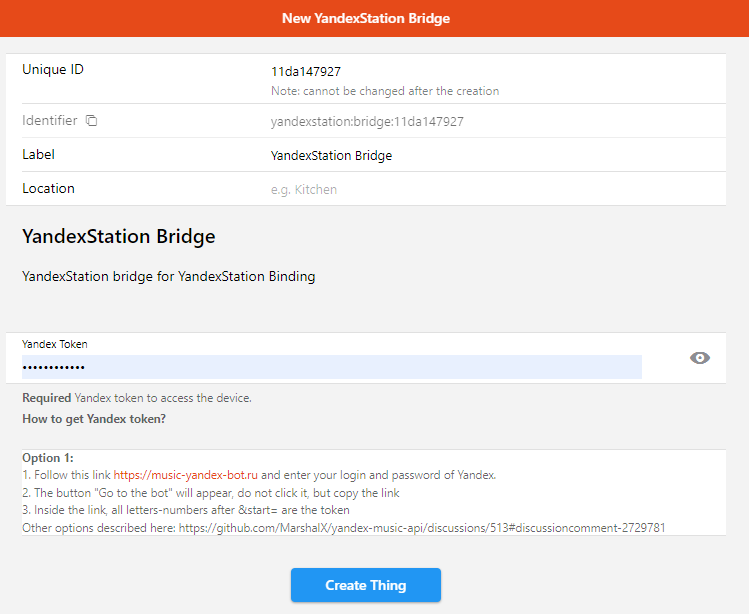 New YandexStation Bridge
Unique ID
11da147927
Note: cannot be changed after the creation
Identifier
yandexstation:bridge:11da147927
Label
YandexStation Bridge
Location
e.g. Kitchen
YandexStation Bridge
YandexStation bridge for YandexStation Binding
Yandex Token
••••••••••••
Required Yandex token to access the device.
How to get Yandex token?
Option 1:
1. Follow this link https://music-yandex-bot.ru and enter your login and password of Yandex.
2. The button "Go to the bot" will appear, do not click it, but copy the link
3. Inside the link, all letters-numbers after &start= are the token
Other options described here: https://github.com/MarshalX/yandex-music-api/discussions/513#discussioncomment-2729781
Create Thing